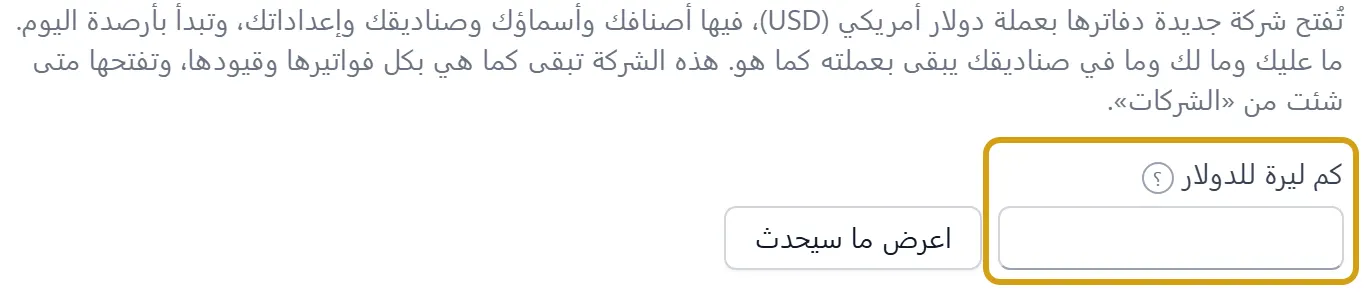 تُفتح شركة جديدة دفاترها بعملة دولار أمريكي (USD)، فيها أصنافك وأسماؤك وصناديقك وإعداداتك، وتبدأ بأرصدة اليوم.
ما عليك وما لك وما في صناديقك يبقى بعملته كما هو. هذه الشركة تبقى كما هي بكل فواتيرها وقيودها، وتفتحها متى
شئت من «الشركات».
كم ليرة للدولار ؟
اعرض ما سيحدث